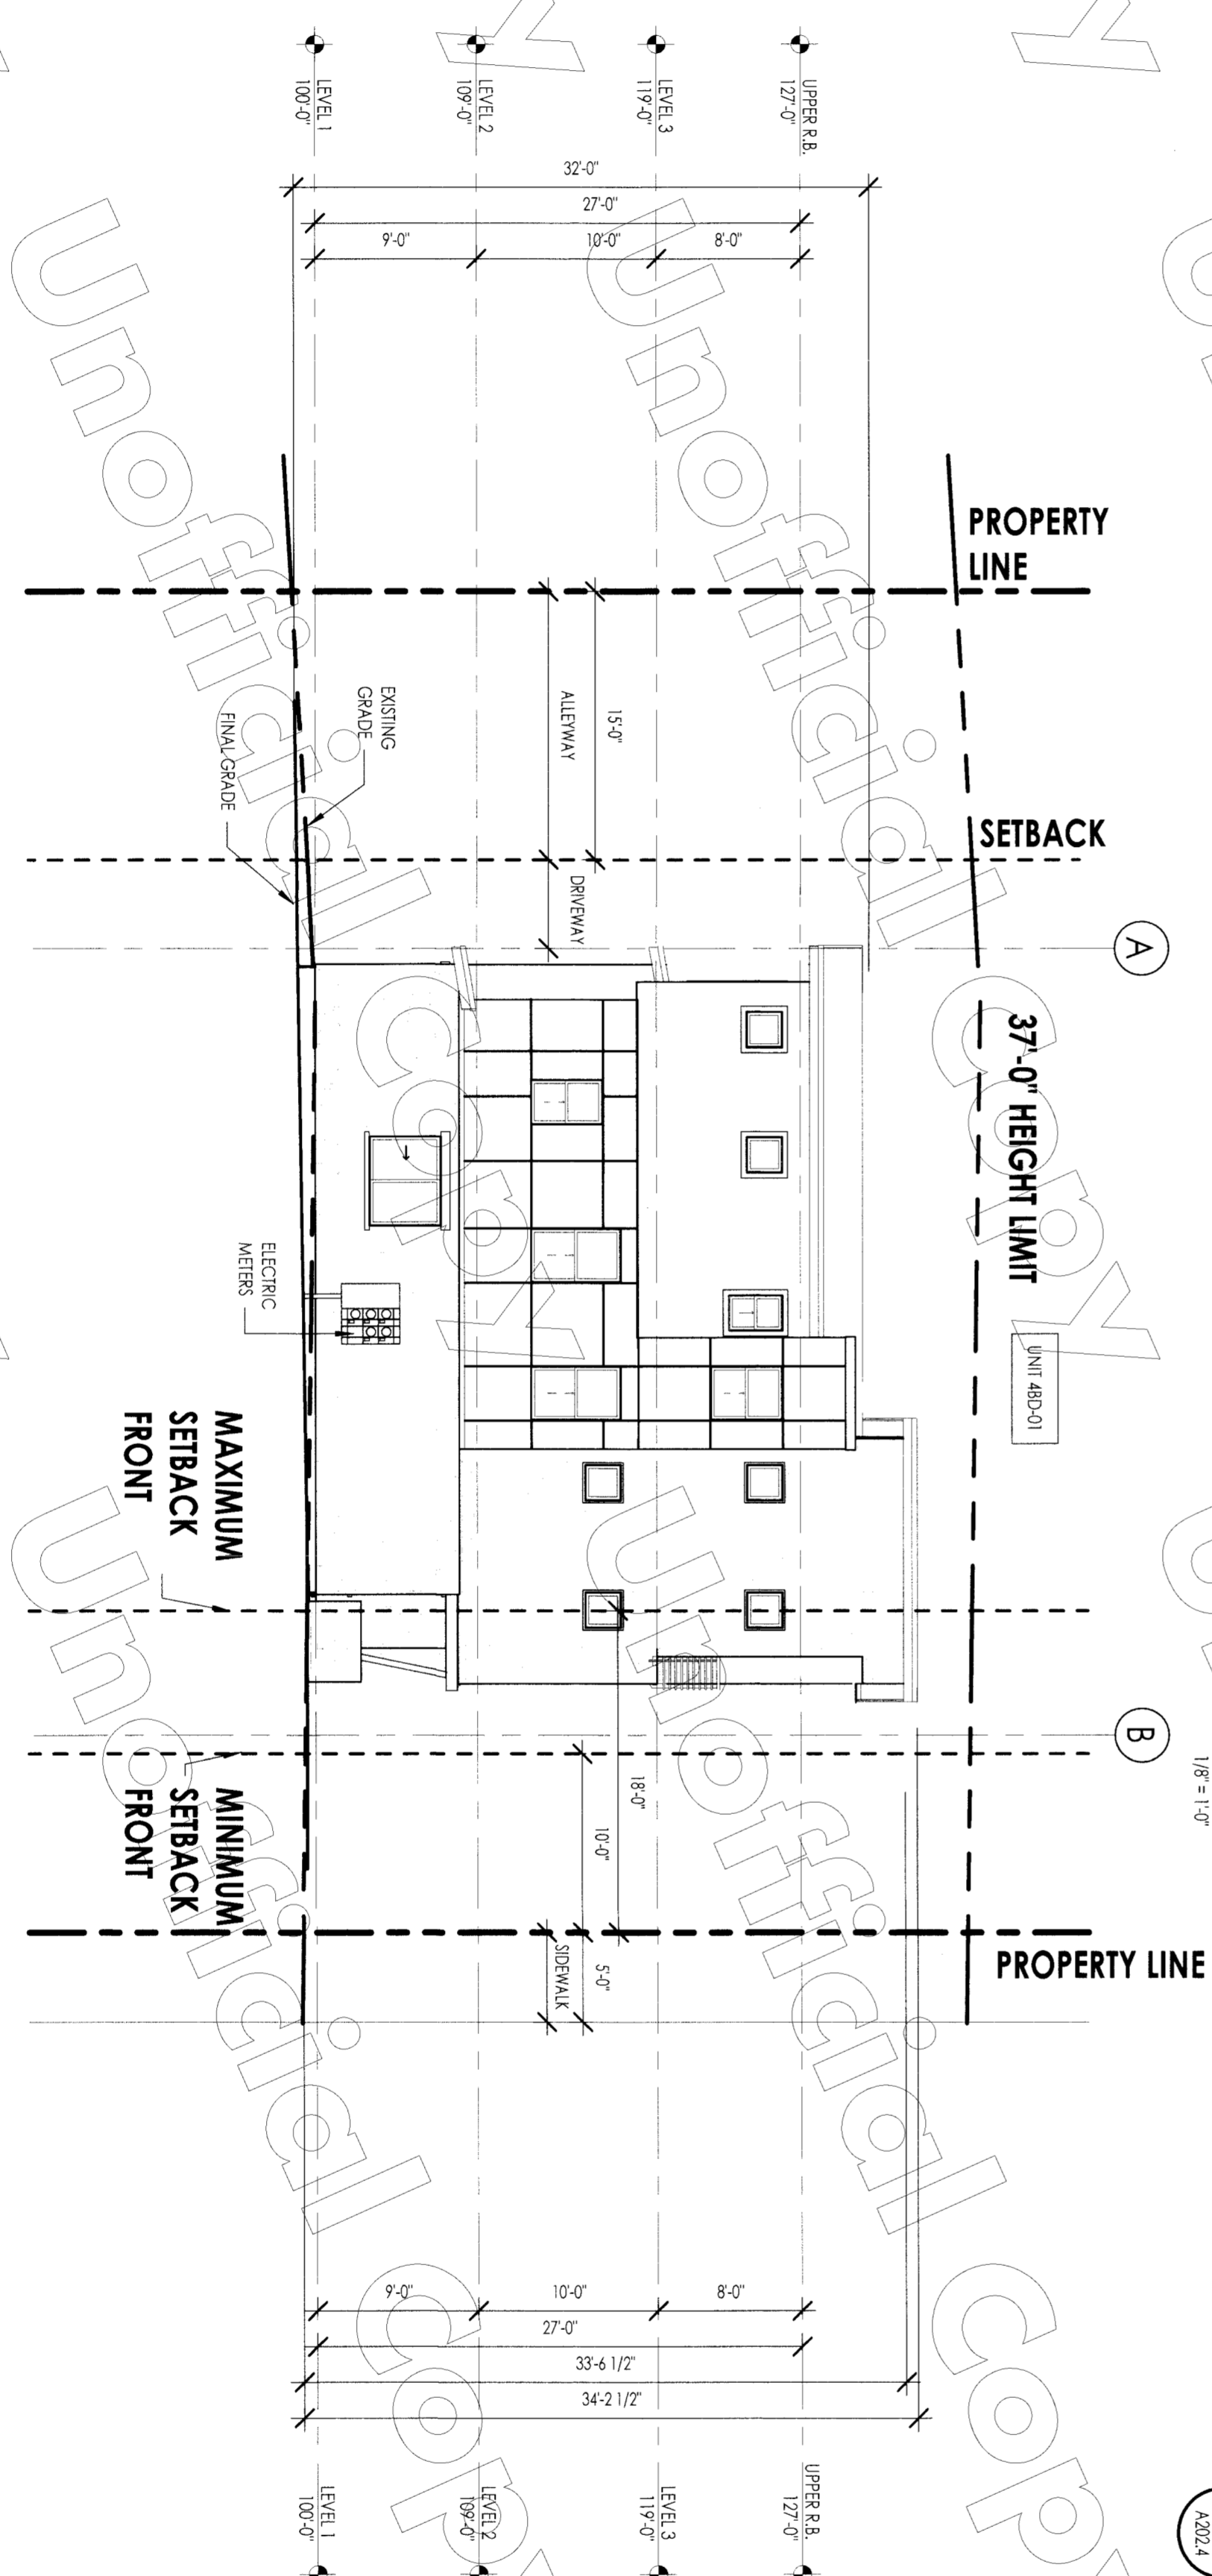 LEVEL 1
100'-0"
LEVEL 2
109'-0"
LEVEL 3
119'-0"
UPPER R.B.
127'-0"
32'-0"
27'-0"
9'-0"
10'-0"
8'-0"
PROPERTY
LINE
EXISTING
GRADE
FINAL GRADE
ALLEYWAY
15'-0"
SETBACK
DRIVEWAY
A
37'-0" HEIGHT LIMIT
ELECTRIC
METERS
UNIT 4BD-01
MAXIMUM
SETBACK
FRONT
B
1/8" = 1'-0"
MINIMUM
SETBACK
FRONT
18'-0"
10'-0"
SIDEWALK
5'-0"
PROPERTY LINE
9'-0"
10'-0"
8'-0"
27'-0"
33'-6 1/2"
34'-2 1/2"
LEVEL 1
100'-0"
LEVEL 2
109'-0"
LEVEL 3
119'-0"
UPPER R.B.
127'-0"
A202.4
Unofficial Copy
Unofficial Copy
Unofficial Cop
Unofficial Cop